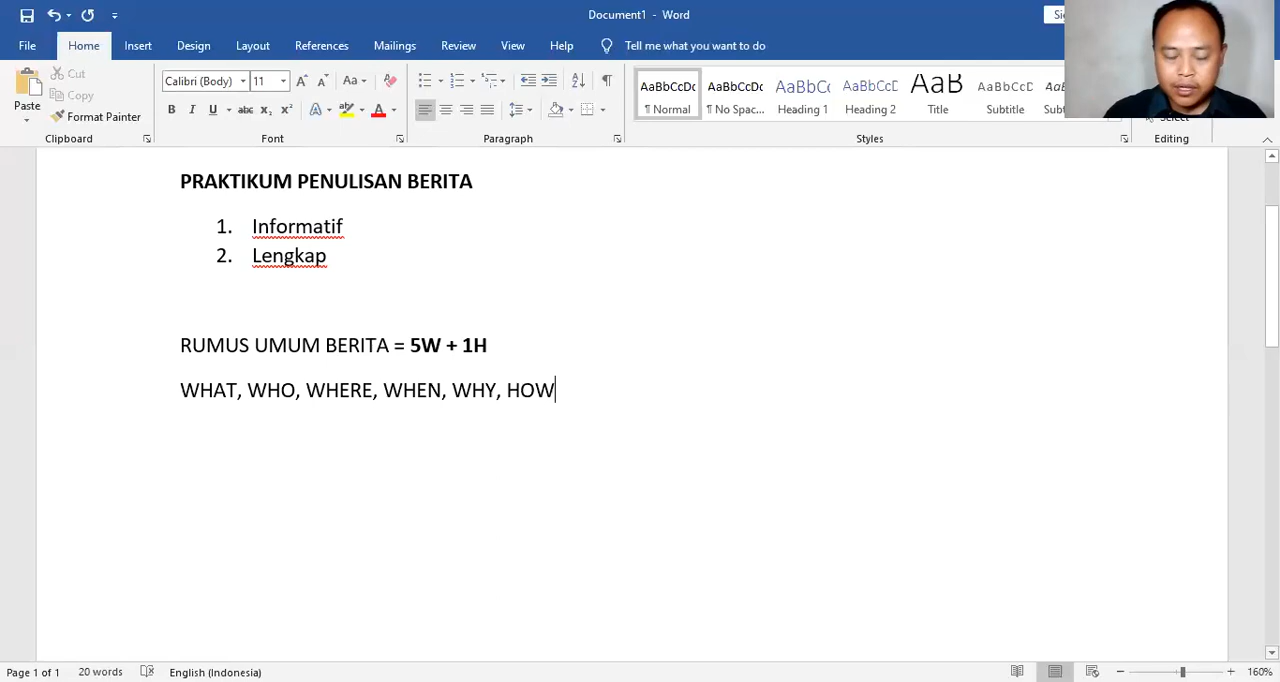 Document1 - Word
File Home Insert Design Layout References Mailings Review View Help Tell me what you want to do
Paste
Cut
Copy
Format Painter
Clipboard
Calibri (Body) 11
Font
Paragraph
AaBbCcDc AaBbCcDc AaBbCc AaBbCcD AaB AaBbCcD
¶ Normal ¶ No Spac... Heading 1 Heading 2 Title Subtitle
Styles
Select
Editing
PRAKTIKUM PENULISAN BERITA
1. Informatif
2. Lengkap
RUMUS UMUM BERITA = 5W + 1H
WHAT, WHO, WHERE, WHEN, WHY, HOW
Page 1 of 1 20 words English (Indonesia) 160%